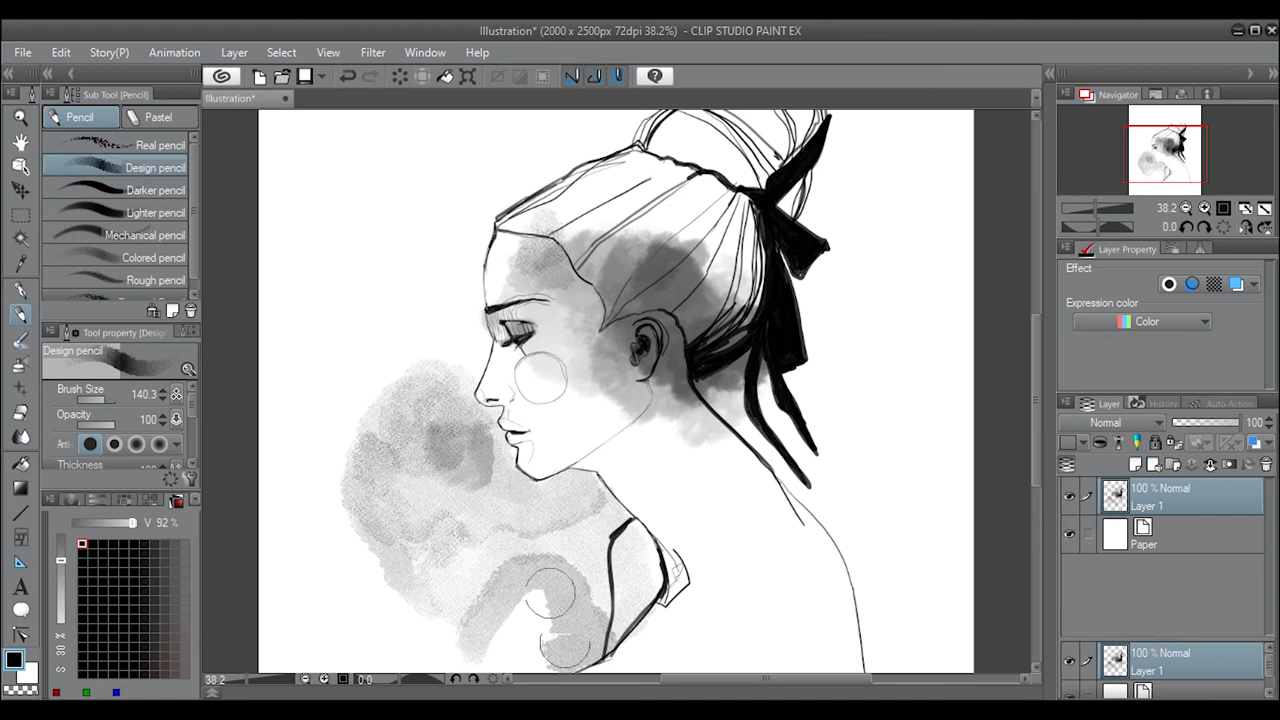 Illustration* (2000 x 2500px 72dpi 38.2%) - CLIP STUDIO PAINT EX
File Edit Story(P) Animation Layer Select View Filter Window Help
Sub Tool [Pencil]
Illustration*
Navigator
Pencil Pastel
Real pencil
Design pencil
Darker pencil
Lighter pencil
Mechanical pencil
Colored pencil
Rough pencil
38.2
0.0
Layer Property
Effect
Expression color
Color
Tool property [Design
Design pencil
Brush Size 140.3
Opacity 100
Anti-
Thickness
Layer History Auto Action
Normal 100
100 % Normal
Layer 1
Paper
V 92 %
100 % Normal
Layer 1
38.2 0.0